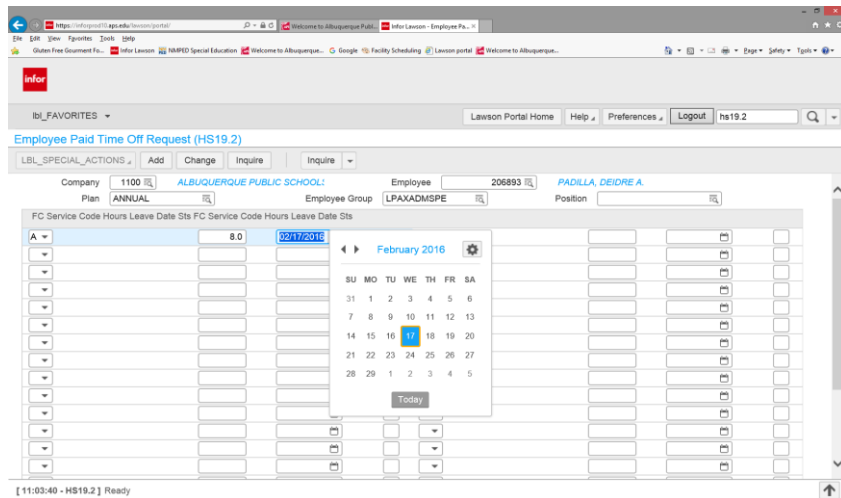 https://inforprod10.aps.edu/lawson/portal/ Welcome to Albuquerque Publ... Infor Lawson - Employee Pa...
File Edit View Favorites Tools Help
Gluten Free Gourment Fo... Infor Lawson NMPED Special Education Welcome to Albuquerque... Google Facility Scheduling Lawson portal Welcome to Albuquerque... Page Safety Tools
infor
lbl_FAVORITES Lawson Portal Home Help Preferences Logout hs19.2
Employee Paid Time Off Request (HS19.2)
LBL_SPECIAL_ACTIONS Add Change Inquire Inquire
Company 1100 ALBUQUERQUE PUBLIC SCHOOL: Employee 206893 PADILLA, DEIDRE A.
Plan ANNUAL Employee Group LPAXADMSPE Position
FC Service Code Hours Leave Date Sts FC Service Code Hours Leave Date Sts
A 8.0 02/17/2016
February 2016
SU MO TU WE TH FR SA
31 1 2 3 4 5 6
7 8 9 10 11 12 13
14 15 16 17 18 19 20
21 22 23 24 25 26 27
28 29 1 2 3 4 5
Today
[ 11:03:40 - HS19.2 ] Ready